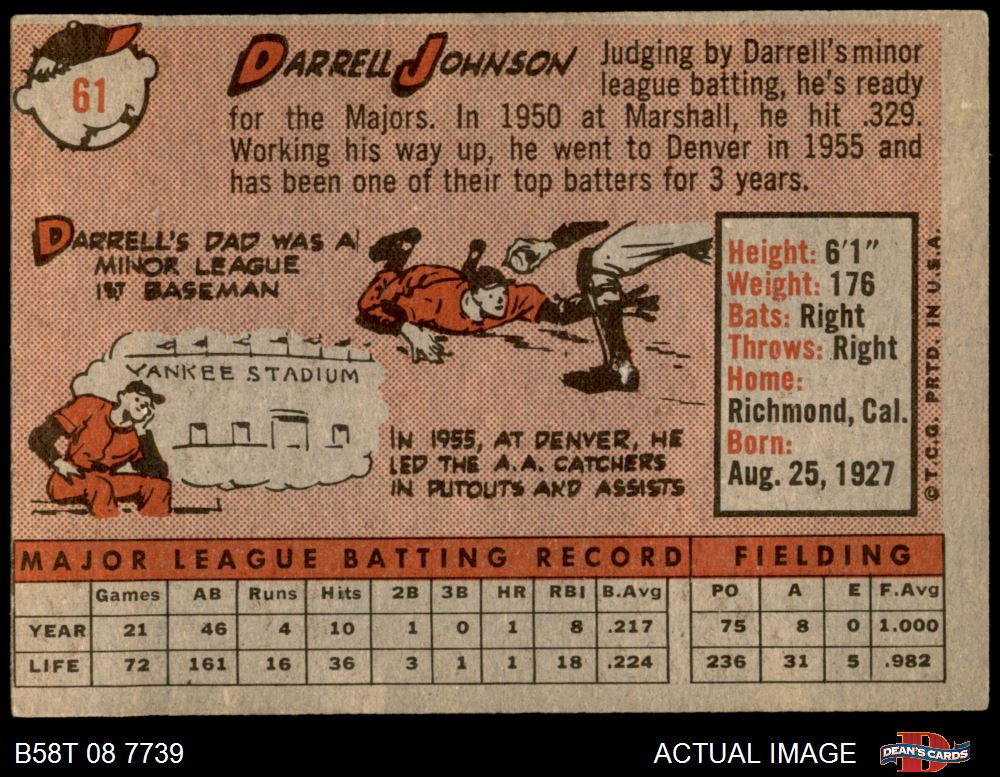 61
DARRELL JOHNSON
Judging by Darrell's minor
league batting, he's ready
for the Majors. In 1950 at Marshall, he hit .329.
Working his way up, he went to Denver in 1955 and
has been one of their top batters for 3 years.
DARRELL'S DAD WAS A
MINOR LEAGUE
1ST BASEMAN
YANKEE STADIUM
IN 1955, AT DENVER, HE
LED THE A.A. CATCHERS
IN PUTOUTS AND ASSISTS
Height: 6'1"
Weight: 176
Bats: Right
Throws: Right
Home:
Richmond, Cal.
Born:
Aug. 25, 1927
© T.C.G. PRTD. IN U.S.A.
MAJOR LEAGUE BATTING RECORD FIELDING
Games AB Runs Hits 2B 3B HR RBI B.Avg PO A E F.Avg
YEAR 21 46 4 10 1 0 1 8 .217 75 8 0 1.000
LIFE 72 161 16 36 3 1 1 18 .224 236 31 5 .982
B58T 08 7739 ACTUAL IMAGE DEAN'S CARDS